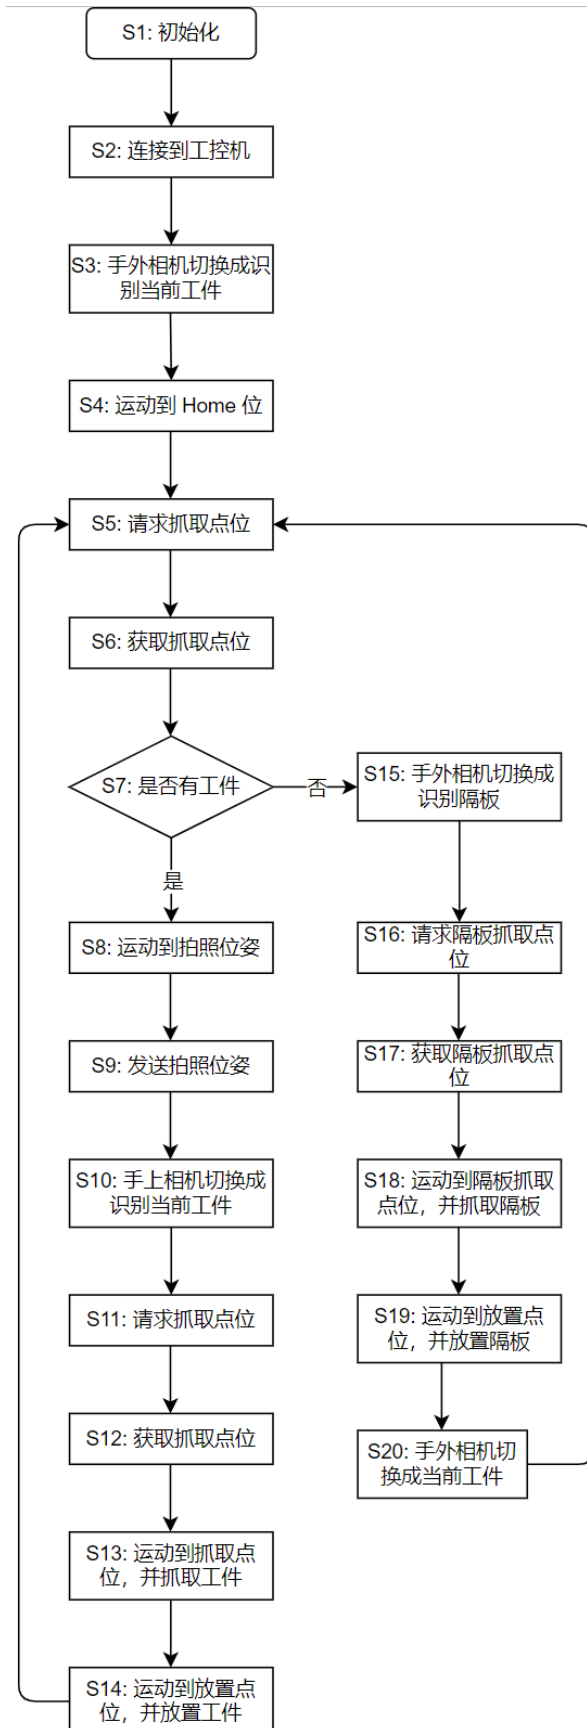 S1: 初始化
S2: 连接到工控机
S3: 手外相机切换成识
别当前工件
S4: 运动到 Home 位
S5: 请求抓取点位
S6: 获取抓取点位
S7: 是否有工件
否
是
S8: 运动到拍照位姿
S9: 发送拍照位姿
S10: 手上相机切换成
识别当前工件
S11: 请求抓取点位
S12: 获取抓取点位
S13: 运动到抓取点
位，并抓取工件
S14: 运动到放置点
位，并放置工件
S15: 手外相机切换成
识别隔板
S16: 请求隔板抓取点
位
S17: 获取隔板抓取点
位
S18: 运动到隔板抓取
点位，并抓取隔板
S19: 运动到放置点
位，并放置隔板
S20: 手外相机切
换成当前工件